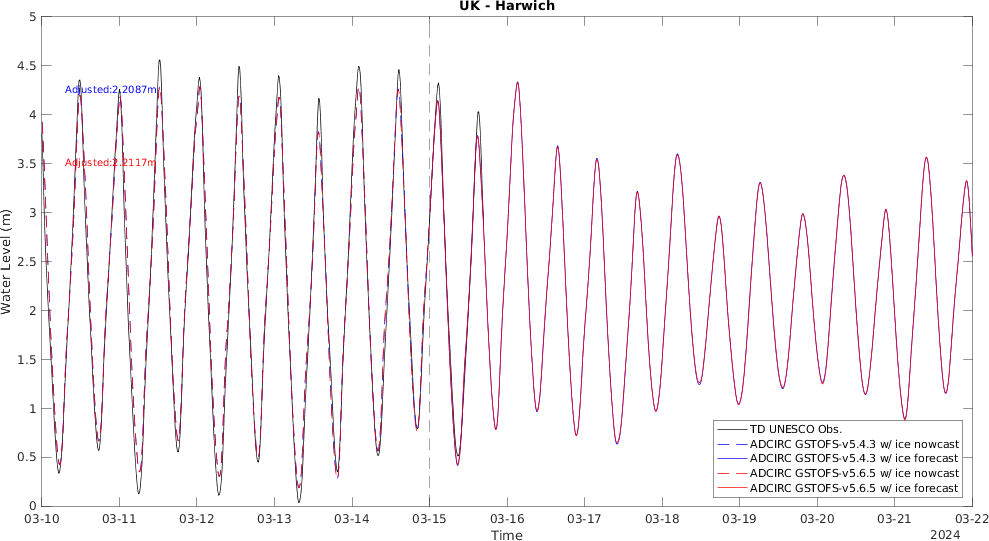 UK - Harwich
5
4.5
4
3.5
3
2.5
2
1.5
1
0.5
0
Water Level (m)
Adjusted:2.2087m
Adjusted:2.2117m
TD UNESCO Obs.
ADCIRC GSTOFS-v5.4.3 w/ ice nowcast
ADCIRC GSTOFS-v5.4.3 w/ ice forecast
ADCIRC GSTOFS-v5.6.5 w/ ice nowcast
ADCIRC GSTOFS-v5.6.5 w/ ice forecast
03-10 03-11 03-12 03-13 03-14 03-15 03-16 03-17 03-18 03-19 03-20 03-21 03-22
Time
2024